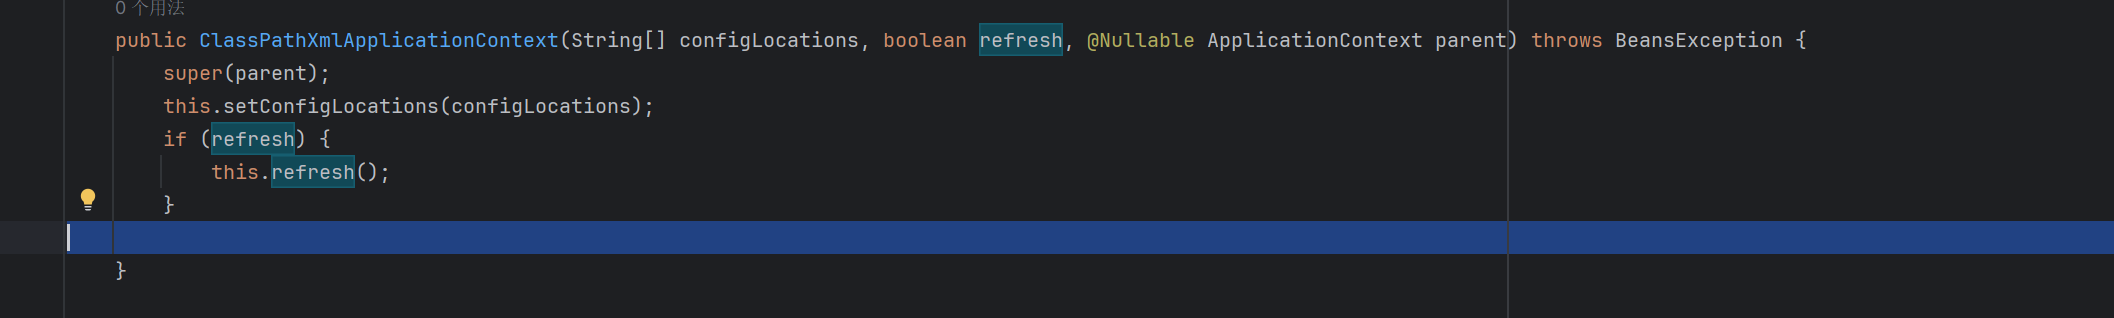 0 个用法
public ClassPathXmlApplicationContext(String[] configLocations, boolean refresh, @Nullable ApplicationContext parent) throws BeansException {
super(parent);
this.setConfigLocations(configLocations);
if (refresh) {
this.refresh();
}
}